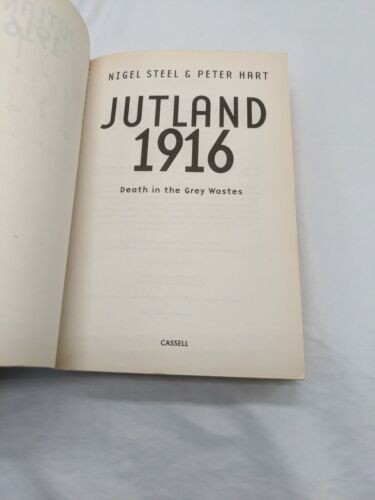 NIGEL STEEL & PETER HART
JUTLAND
1916
Death in the Grey Wastes
CASSELL